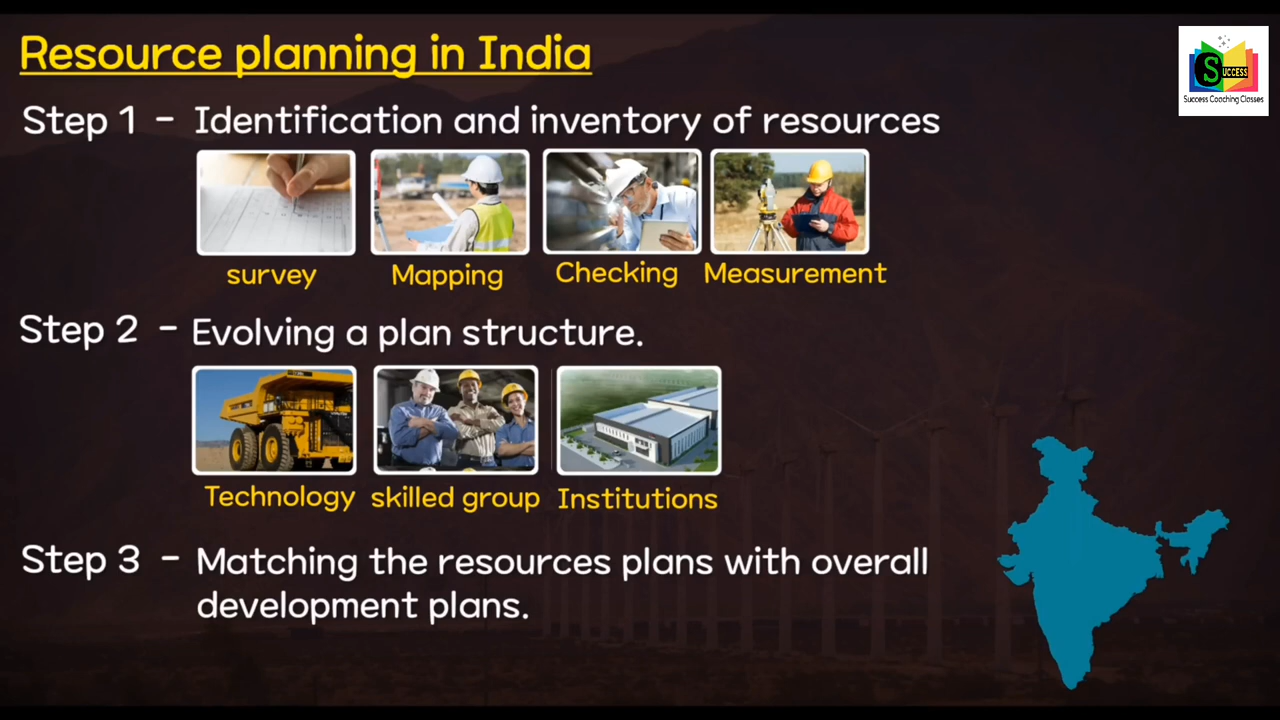 Resource planning in India
SUCCESS
Success Coaching Classes
Step 1 - Identification and inventory of resources
survey Mapping Checking Measurement
Step 2 - Evolving a plan structure.
Technology skilled group Institutions
Step 3 - Matching the resources plans with overall
development plans.